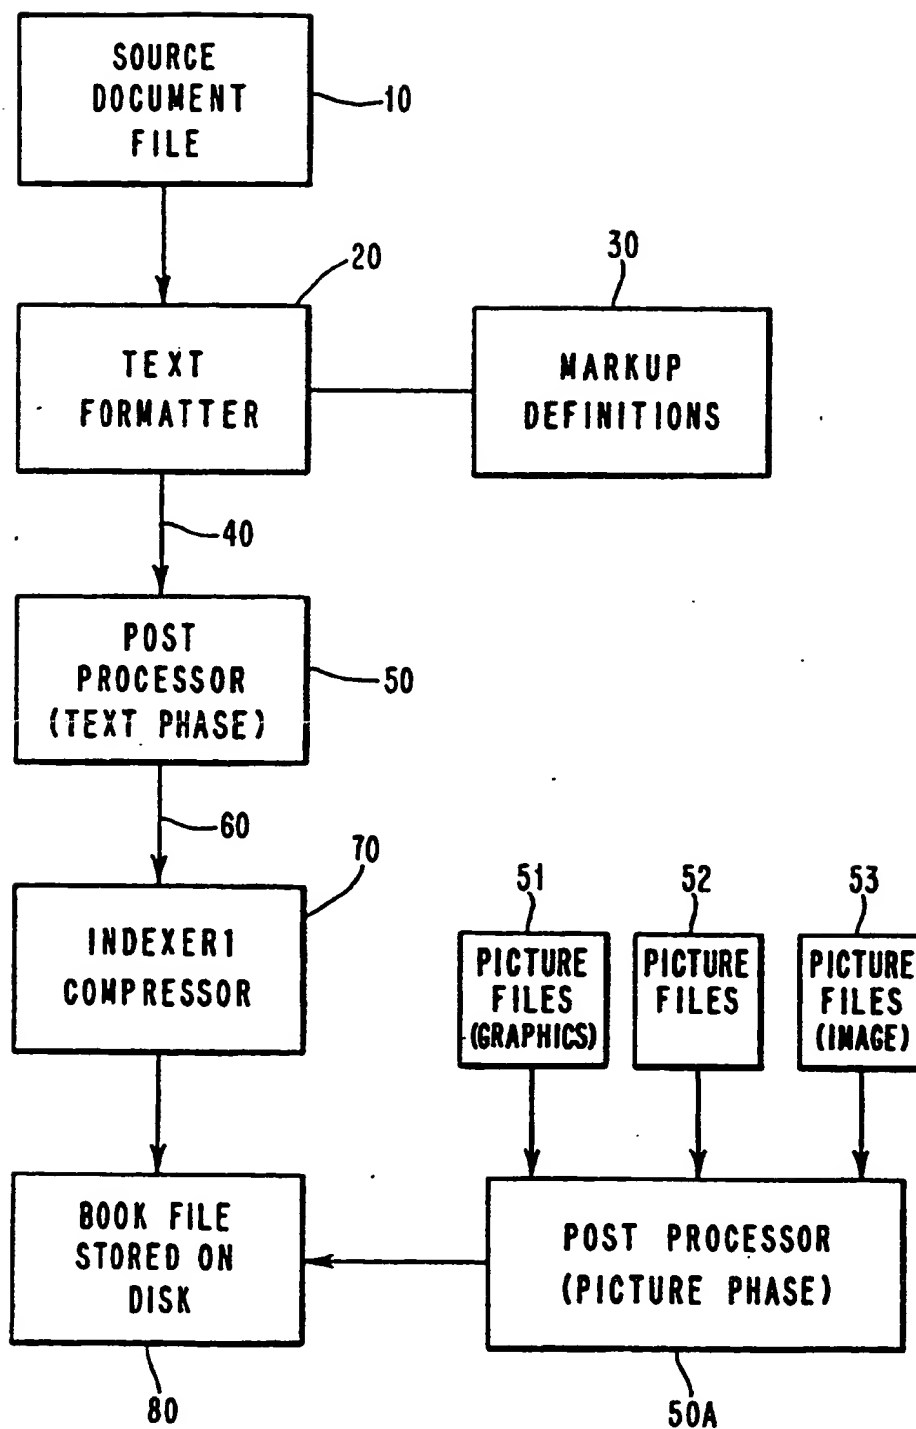 SOURCE
DOCUMENT
FILE
10
20
TEXT
FORMATTER
30
MARKUP
DEFINITIONS
40
POST
PROCESSOR
(TEXT PHASE)
50
60
70
INDEXER1
COMPRESSOR
51
PICTURE
FILES
(GRAPHICS)
52
PICTURE
FILES
53
PICTURE
FILES
(IMAGE)
BOOK FILE
STORED ON
DISK
80
POST PROCESSOR
(PICTURE PHASE)
50A